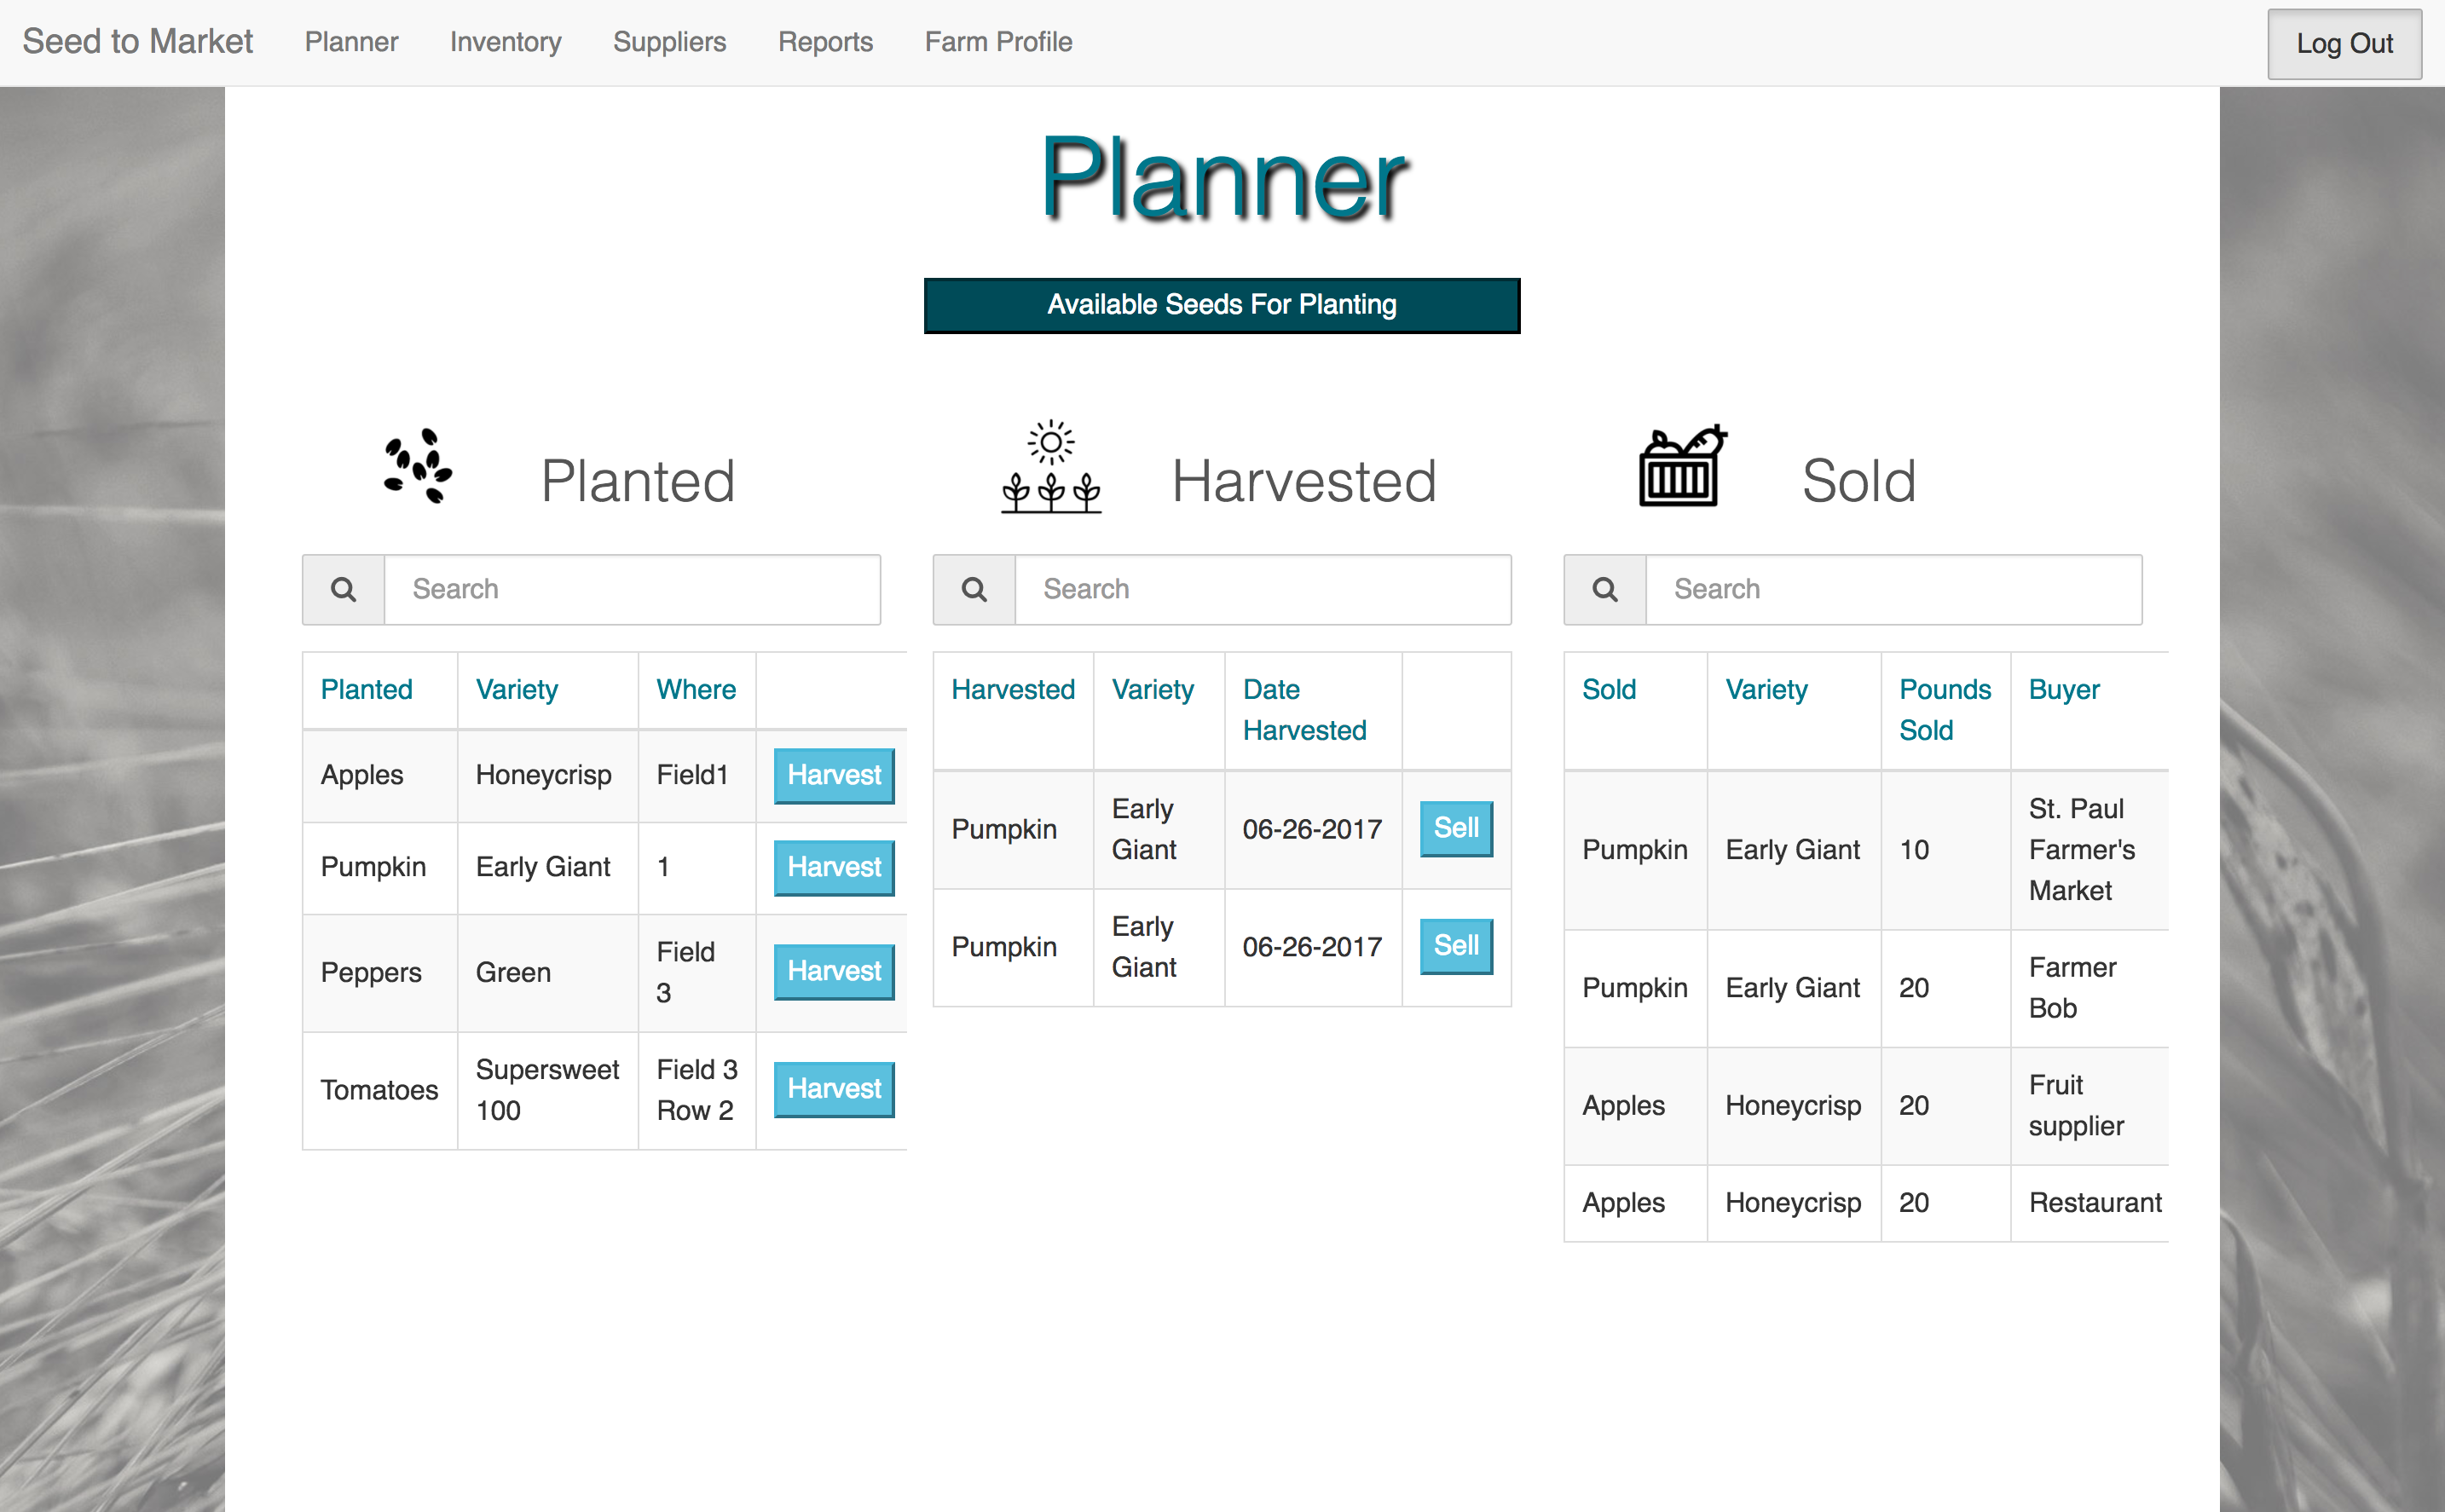 Seed to Market Planner Inventory Suppliers Reports Farm Profile Log Out
Planner
Available Seeds For Planting
Planted
Search
Planted Variety Where
Apples Honeycrisp Field1 Harvest
Pumpkin Early Giant 1 Harvest
Peppers Green Field
3 Harvest
Tomatoes Supersweet
100 Field 3
Row 2 Harvest
Harvested
Search
Harvested Variety Date
Harvested
Pumpkin Early
Giant 06-26-2017 Sell
Pumpkin Early
Giant 06-26-2017 Sell
Sold
Search
Sold Variety Pounds
Sold Buyer
Pumpkin Early Giant 10 St. Paul
Farmer's
Market
Pumpkin Early Giant 20 Farmer
Bob
Apples Honeycrisp 20 Fruit
supplier
Apples Honeycrisp 20 Restaurant